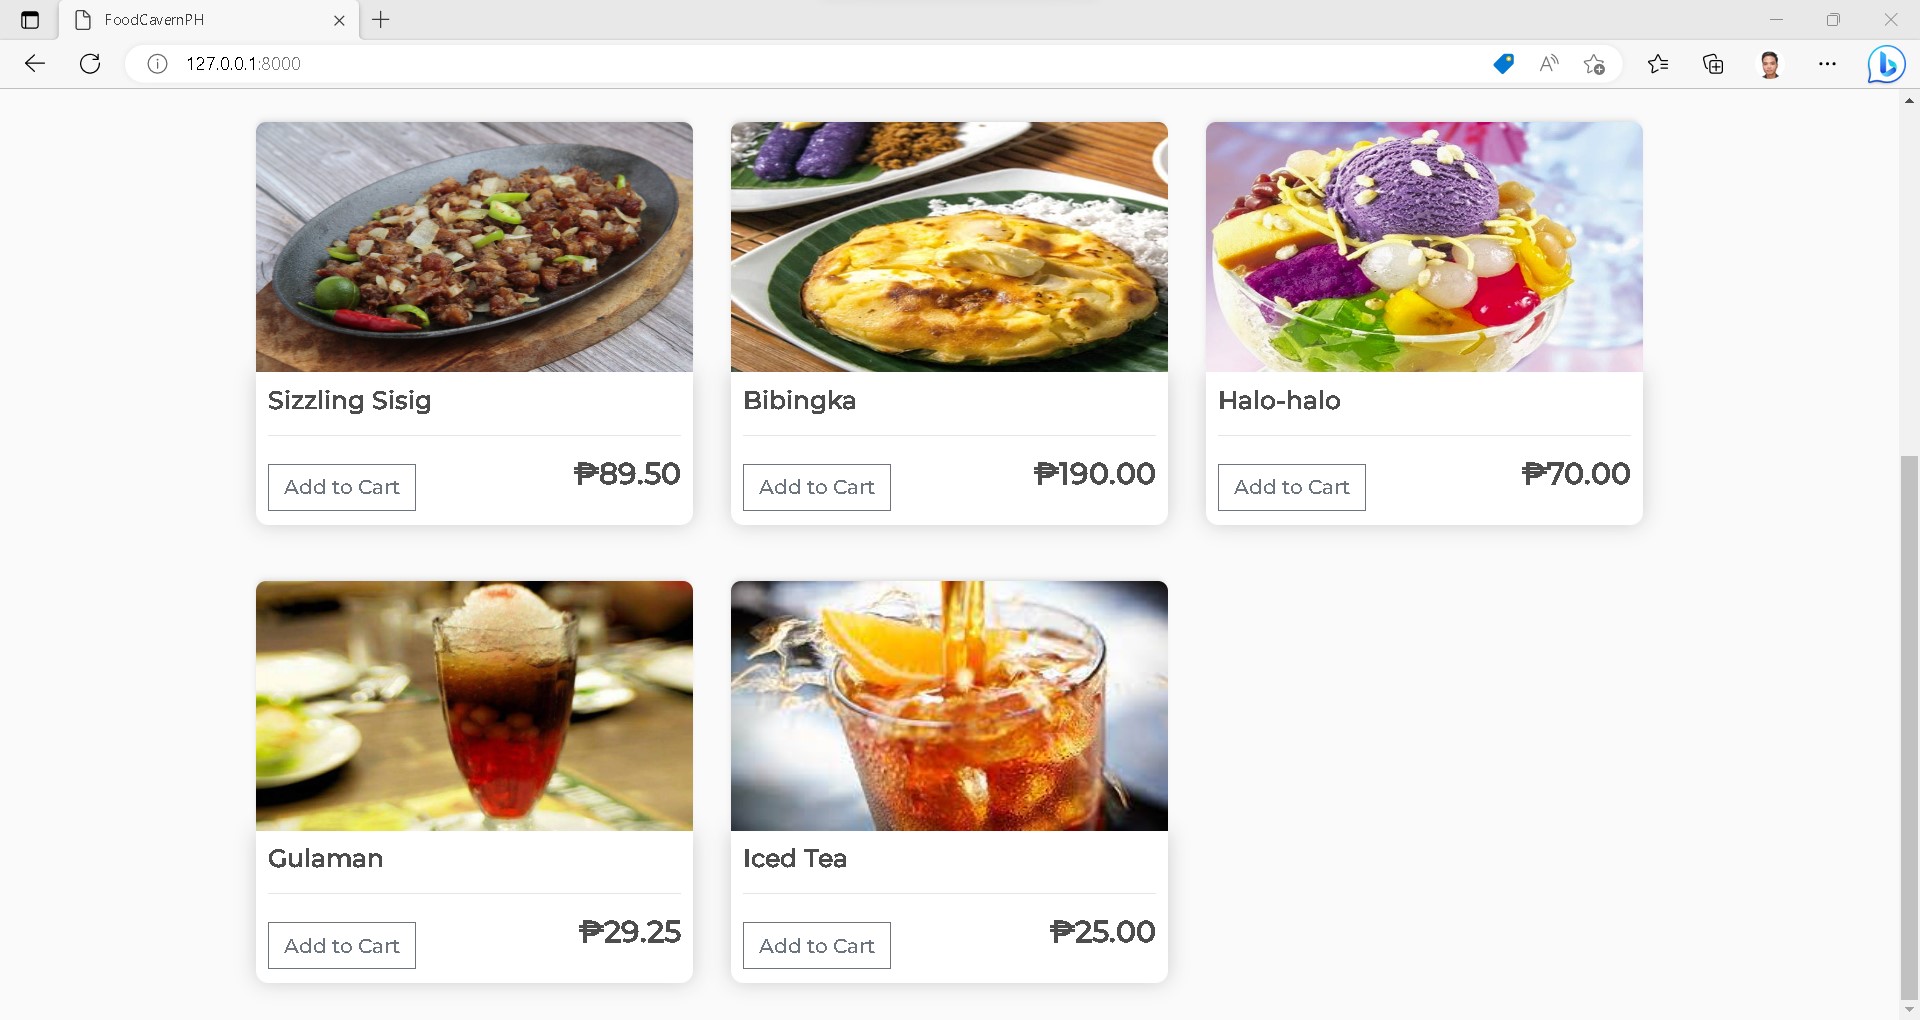 FoodCavernPH
127.0.0.1:8000
Sizzling Sisig
Add to Cart ₱89.50
Bibingka
Add to Cart ₱190.00
Halo-halo
Add to Cart ₱70.00
Gulaman
Add to Cart ₱29.25
Iced Tea
Add to Cart ₱25.00